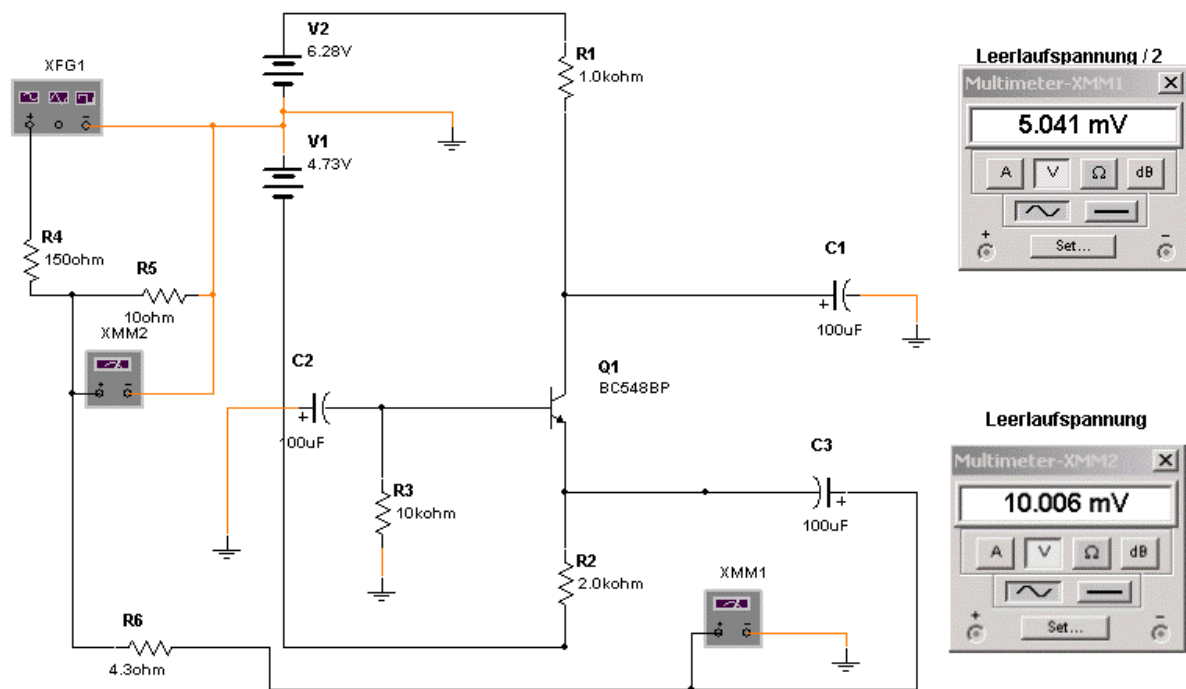 V2
6.28V
XFG1
R1
1.0kohm
Leerlaufspannung / 2
Multimeter-XMM1
5.041 mV
A
V
Ω
dB
+
Set...
-
V1
4.73V
R4
150ohm
R5
10ohm
XMM2
C1
+
100uF
C2
+
100uF
Q1
BC548BP
Leerlaufspannung
Multimeter-XMM2
10.006 mV
A
V
Ω
dB
+
Set...
-
C3
+
100uF
R3
10kohm
R2
2.0kohm
XMM1
R6
4.3ohm